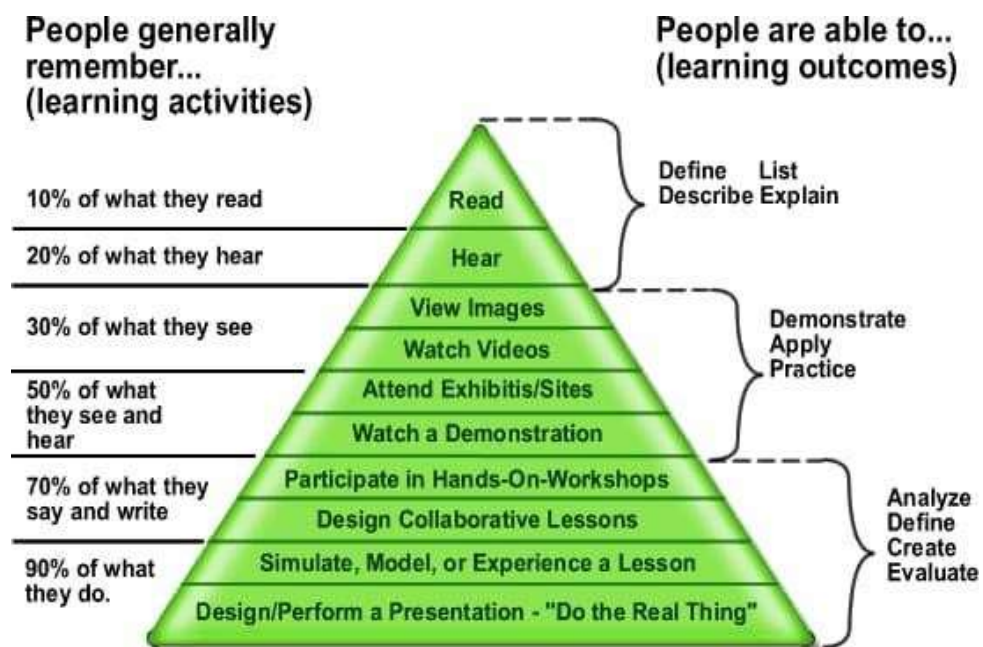 People generally
remember...
(learning activities)
People are able to...
(learning outcomes)
10% of what they read
20% of what they hear
30% of what they see
50% of what
they see and
hear
70% of what they
say and write
90% of what
they do.
Read
Hear
View Images
Watch Videos
Attend Exhibitis/Sites
Watch a Demonstration
Participate in Hands-On-Workshops
Design Collaborative Lessons
Simulate, Model, or Experience a Lesson
Design/Perform a Presentation - "Do the Real Thing"
Define List
Describe Explain
Demonstrate
Apply
Practice
Analyze
Define
Create
Evaluate